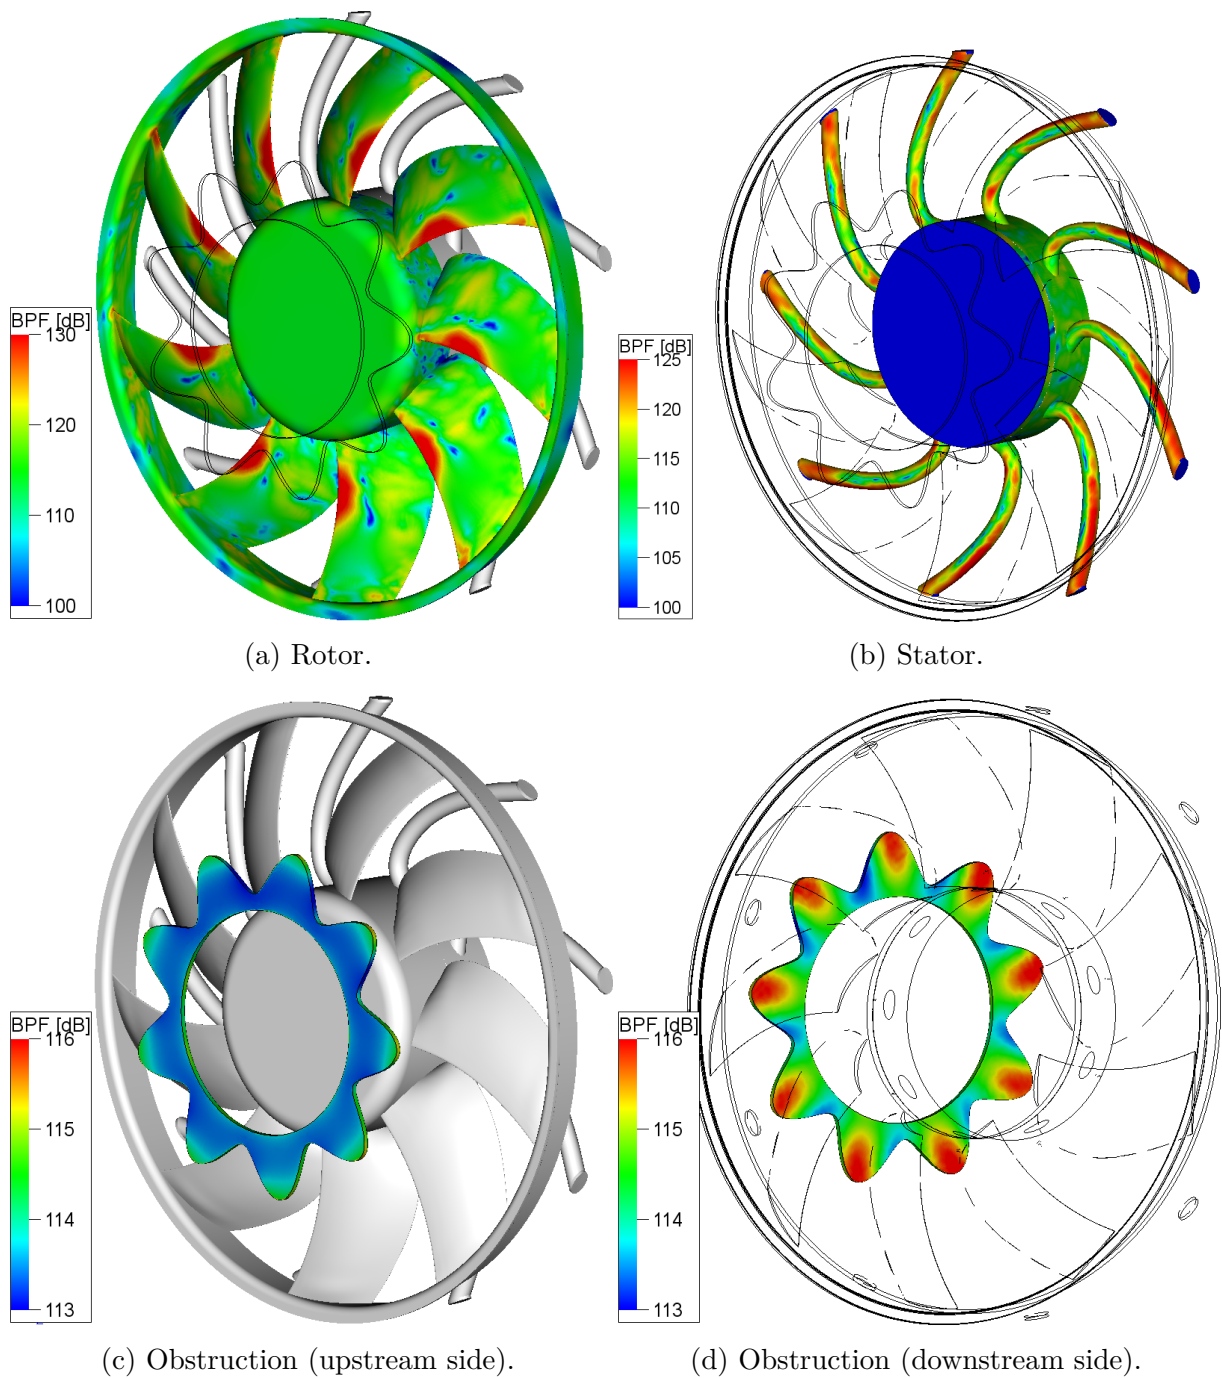 BPF [dB]
130
120
110
100
(a) Rotor.
BPF [dB]
125
120
115
110
105
100
(b) Stator.
BPF [dB]
116
115
114
113
(c) Obstruction (upstream side).
BPF [dB]
116
115
114
113
(d) Obstruction (downstream side).